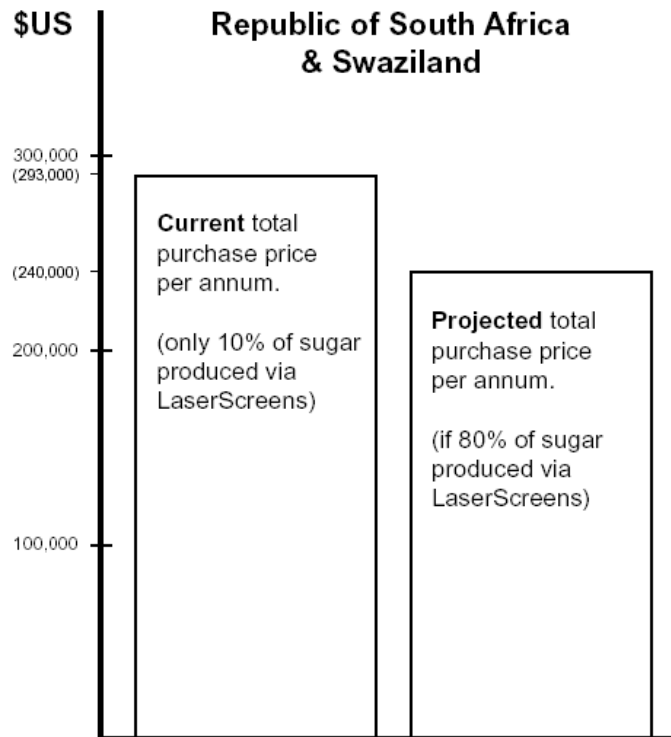 $US
Republic of South Africa
& Swaziland
300,000
(293,000)
(240,000)
200,000
100,000
Current total
purchase price
per annum.
(only 10% of sugar
produced via
LaserScreens)
Projected total
purchase price
per annum.
(if 80% of sugar
produced via
LaserScreens)